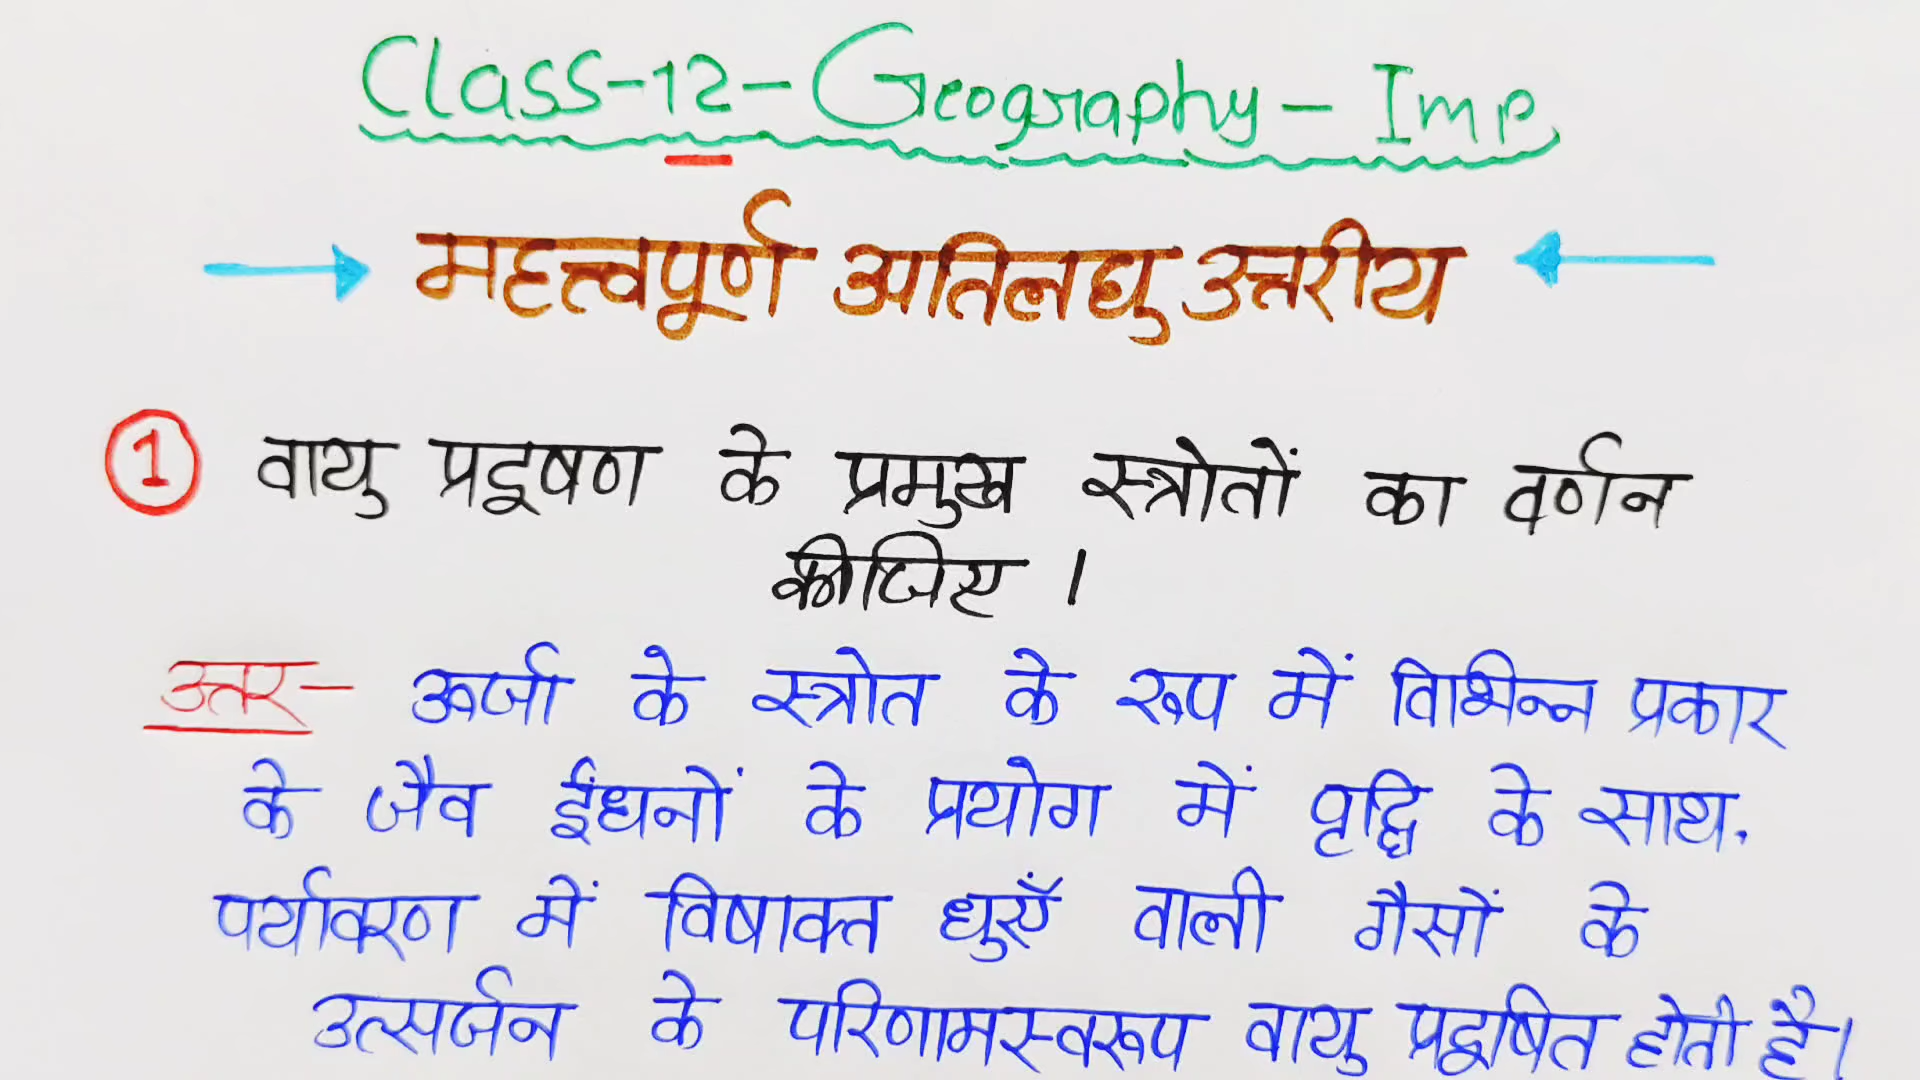 Class-12-Geography-Imp
महत्त्वपूर्ण अतिलघु उत्तरीय
1 वायु प्रदूषण के प्रमुख स्त्रोतों का वर्णन
कीजिए ।
उत्तर- ऊर्जा के स्त्रोत के रूप में विभिन्न प्रकार
के जैव ईंधनों के प्रयोग में वृद्धि के साथ.
पर्यावरण में विषाक्त धुएँ वाली गैसों के
उत्सर्जन के परिणामस्वरूप वायु प्रदूषित होती है।